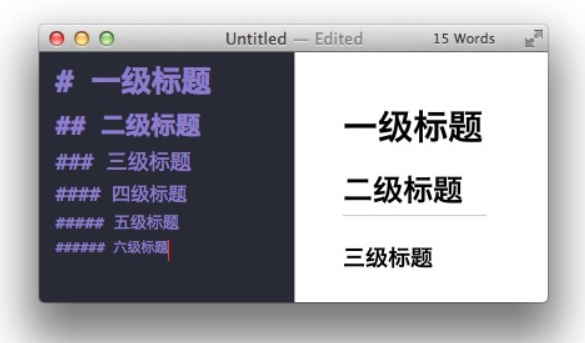 Untitled — Edited
15 Words
# 一级标题
## 二级标题
### 三级标题
#### 四级标题
##### 五级标题
###### 六级标题
一级标题
二级标题
三级标题